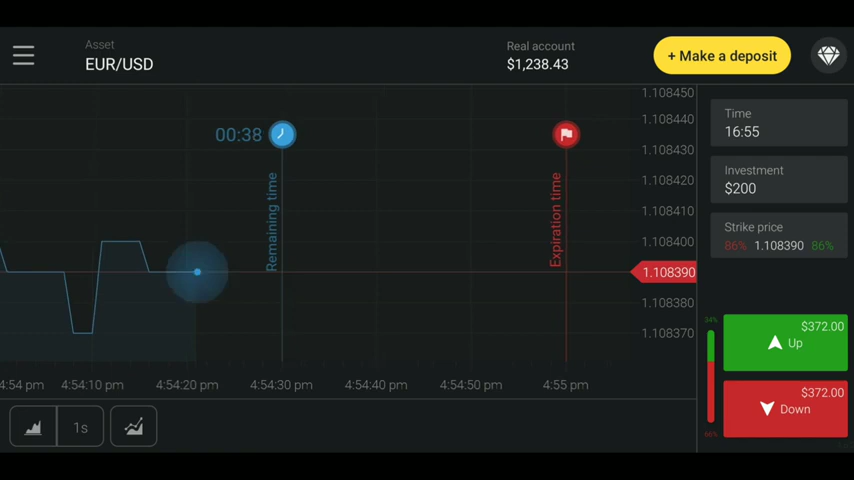 Asset
EUR/USD
Real account
$1,238.43
+ Make a deposit
1.108450
1.108440
1.108430
1.108420
1.108410
1.108400
1.108390
1.108380
1.108370
00:38
Remaining time
Expiration time
Time
16:55
Investment
$200
Strike price
86% 1.108390 86%
34%
$372.00
Up
$372.00
Down
66%
4:54 pm
4:54:10 pm
4:54:20 pm
4:54:30 pm
4:54:40 pm
4:54:50 pm
4:55 pm
1s